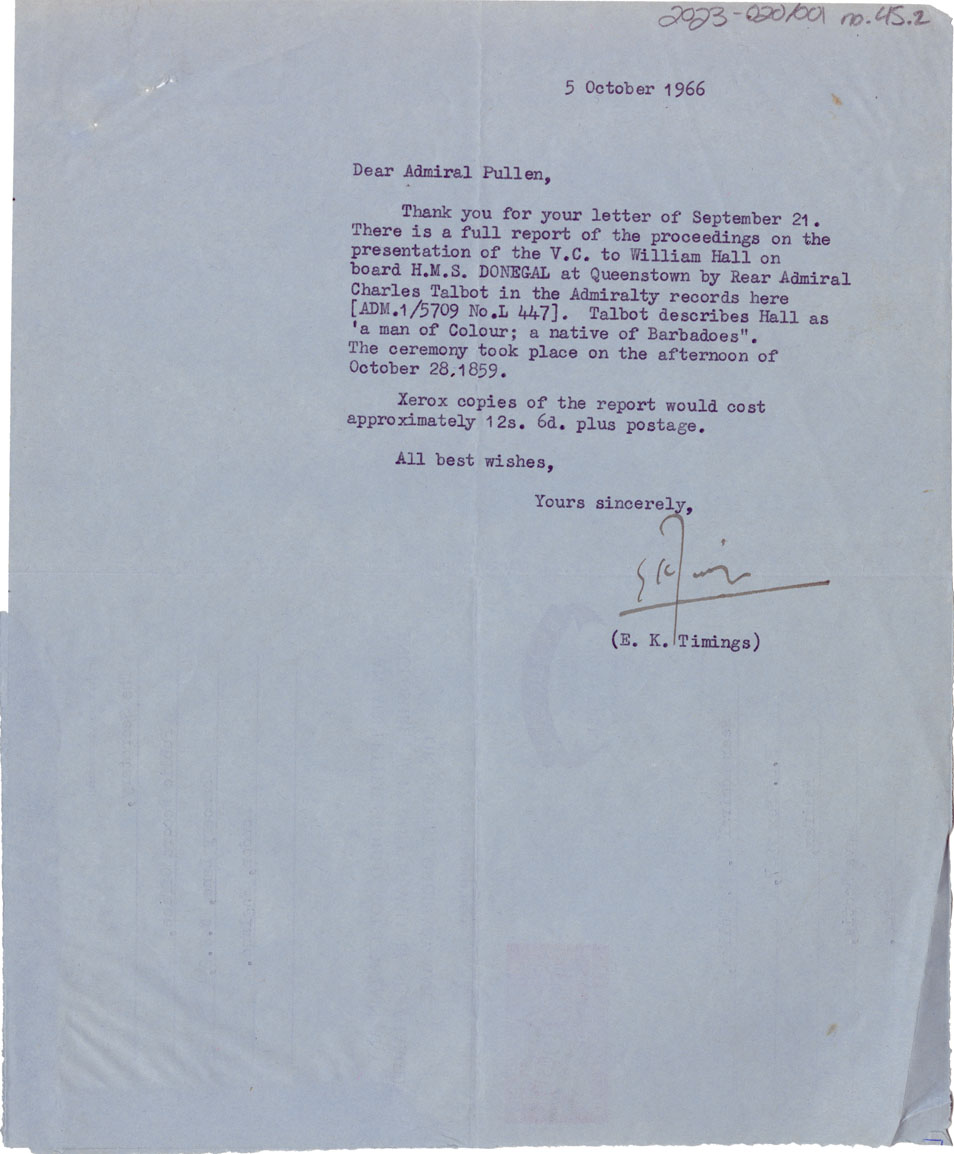 2023-020/001 no. 45.2
5 October 1966
Dear Admiral Pullen,
Thank you for your letter of September 21.
There is a full report of the proceedings on the
presentation of the V.C. to William Hall on
board H.M.S. DONEGAL at Queenstown by Rear Admiral
Charles Talbot in the Admiralty records here
[ADM.1/5709 No.L 447]. Talbot describes Hall as
'a man of Colour; a native of Barbadoes".
The ceremony took place on the afternoon of
October 28,1859.
Xerox copies of the report would cost
approximately 12s. 6d. plus postage.
All best wishes,
Yours sincerely,
(E. K. Timings)